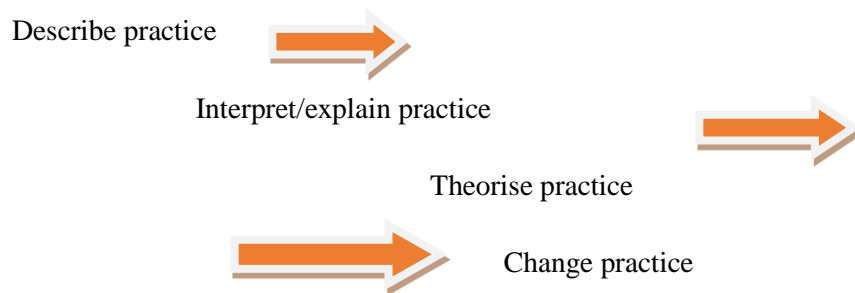 Describe practice
Interpret/explain practice
Theorise practice
Change practice